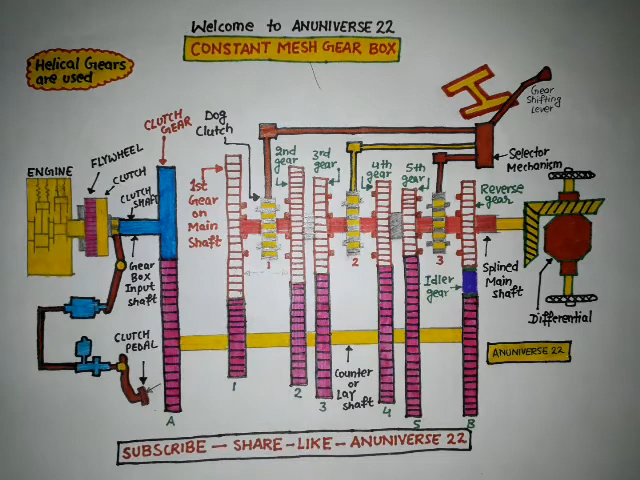 Welcome to ANUNIVERSE 22
CONSTANT MESH GEAR BOX
Helical Gears
are used
Gear
Shifting
Lever
Dog
Clutch
CLUTCH
GEAR
2nd
gear
3rd
gear
4th
gear
5th
gear
Selector
Mechanism
ENGINE
FLYWHEEL
CLUTCH
CLUTCH
SHAFT
1st
Gear
on
Main
Shaft
Reverse
gear
1
2
3
Gear
Box
Input
shaft
Idler
gear
Splined
Main
shaft
Differential
CLUTCH
PEDAL
Counter
or
Lay
shaft
ANUNIVERSE 22
A
1
2
3
4
5
B
SUBSCRIBE - SHARE - LIKE - ANUNIVERSE 22